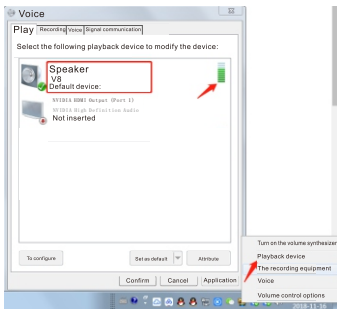 Voice
Play Recording Voice Signal communication
Select the following playback device to modify the device:
Speaker
V8
Default device:
NVIDIA HDMI Output (Port 1)
NVIDIA High Definition Audio
Not inserted
To configure
Set as default
Attribute
Confirm
Cancel
Application
Turn on the volume synthesizer
Playback device
The recording equipment
Voice
Volume control options
2018-11-16